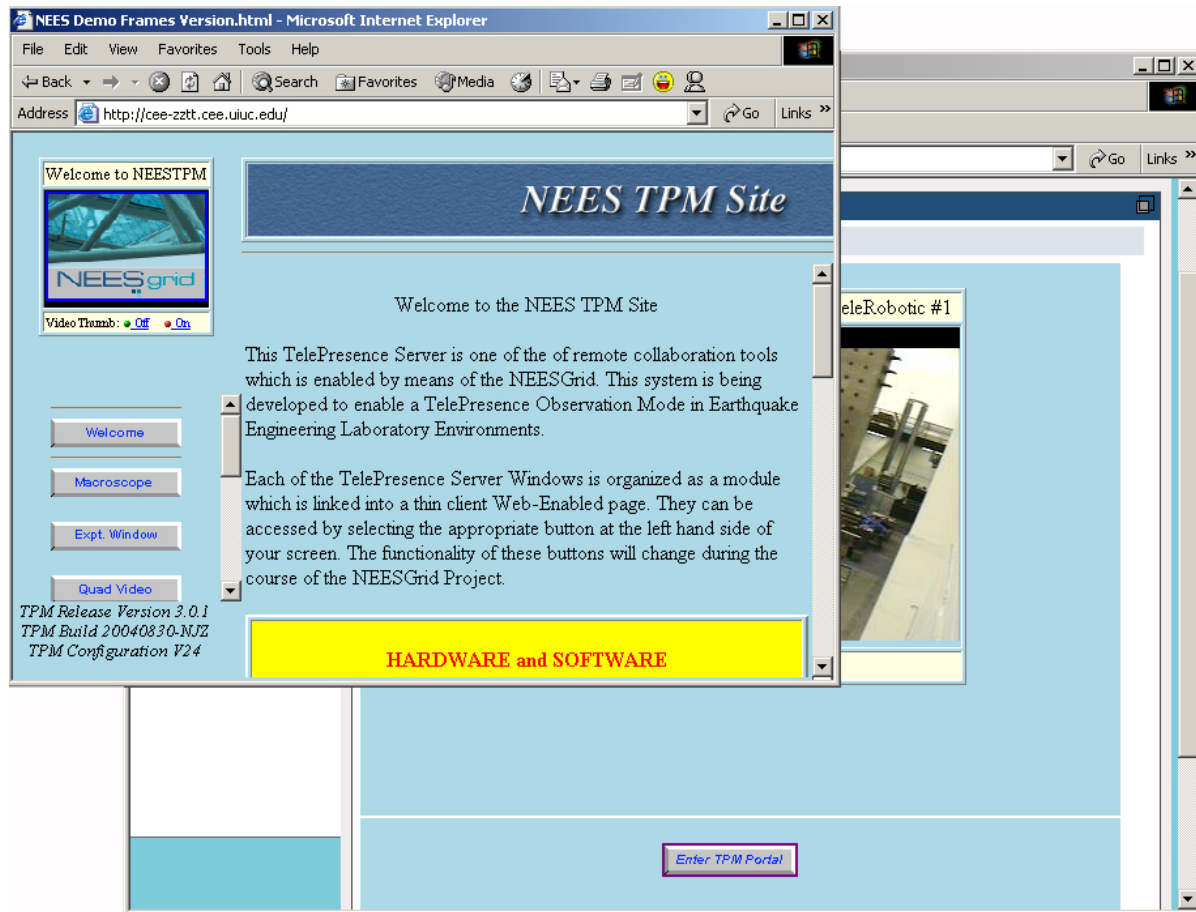 NEES Demo Frames Version.html - Microsoft Internet Explorer
File Edit View Favorites Tools Help
Back Search Favorites Media
Address http://cee-zztt.cee.uiuc.edu/ Go Links »
Go Links »
Welcome to NEESTPM
NEESgrid
Video Thumb: Off On
Welcome
Macroscope
Expt. Window
Quad Video
TPM Release Version 3.0.1
TPM Build 20040830-NJZ
TPM Configuration V24
NEES TPM Site
Welcome to the NEES TPM Site
This TelePresence Server is one of the of remote collaboration tools
which is enabled by means of the NEESGrid. This system is being
developed to enable a TelePresence Observation Mode in Earthquake
Engineering Laboratory Environments.
Each of the TelePresence Server Windows is organized as a module
which is linked into a thin client Web-Enabled page. They can be
accessed by selecting the appropriate button at the left hand side of
your screen. The functionality of these buttons will change during the
course of the NEESGrid Project.
HARDWARE and SOFTWARE
eleRobotic #1
Enter TPM Portal